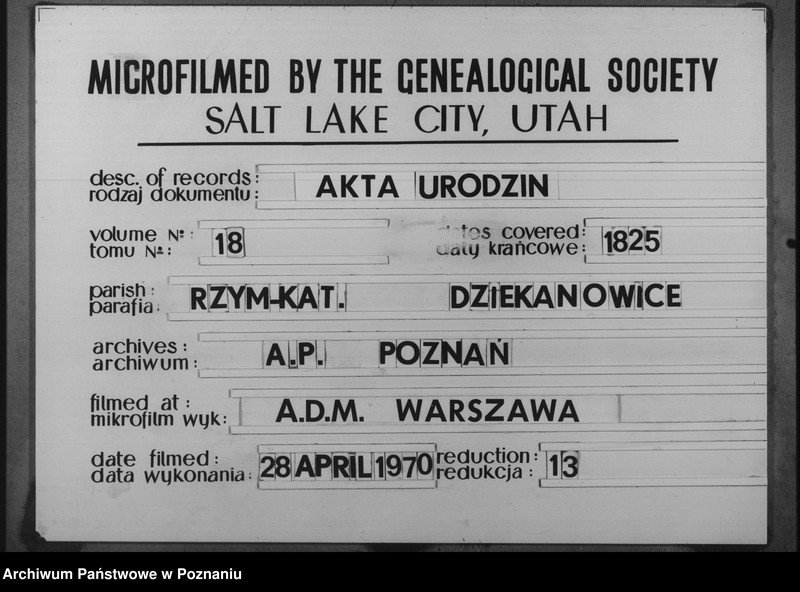 MICROFILMED BY THE GENEALOGICAL SOCIETY
SALT LAKE CITY, UTAH
desc. of records:
rodzaj dokumentu:
AKTA URODZIN
volume No:
tomu No:
18
dates covered:
daty krańcowe:
1825
parish:
parafia:
RZYM-KAT. DZIEKANOWICE
archives:
archiwum:
A.P. POZNAŃ
filmed at:
mikrofilm wyk:
A.D.M. WARSZAWA
date filmed:
data wykonania:
28 APRIL 1970
reduction:
redukcja:
13
Archiwum Państwowe w Poznaniu